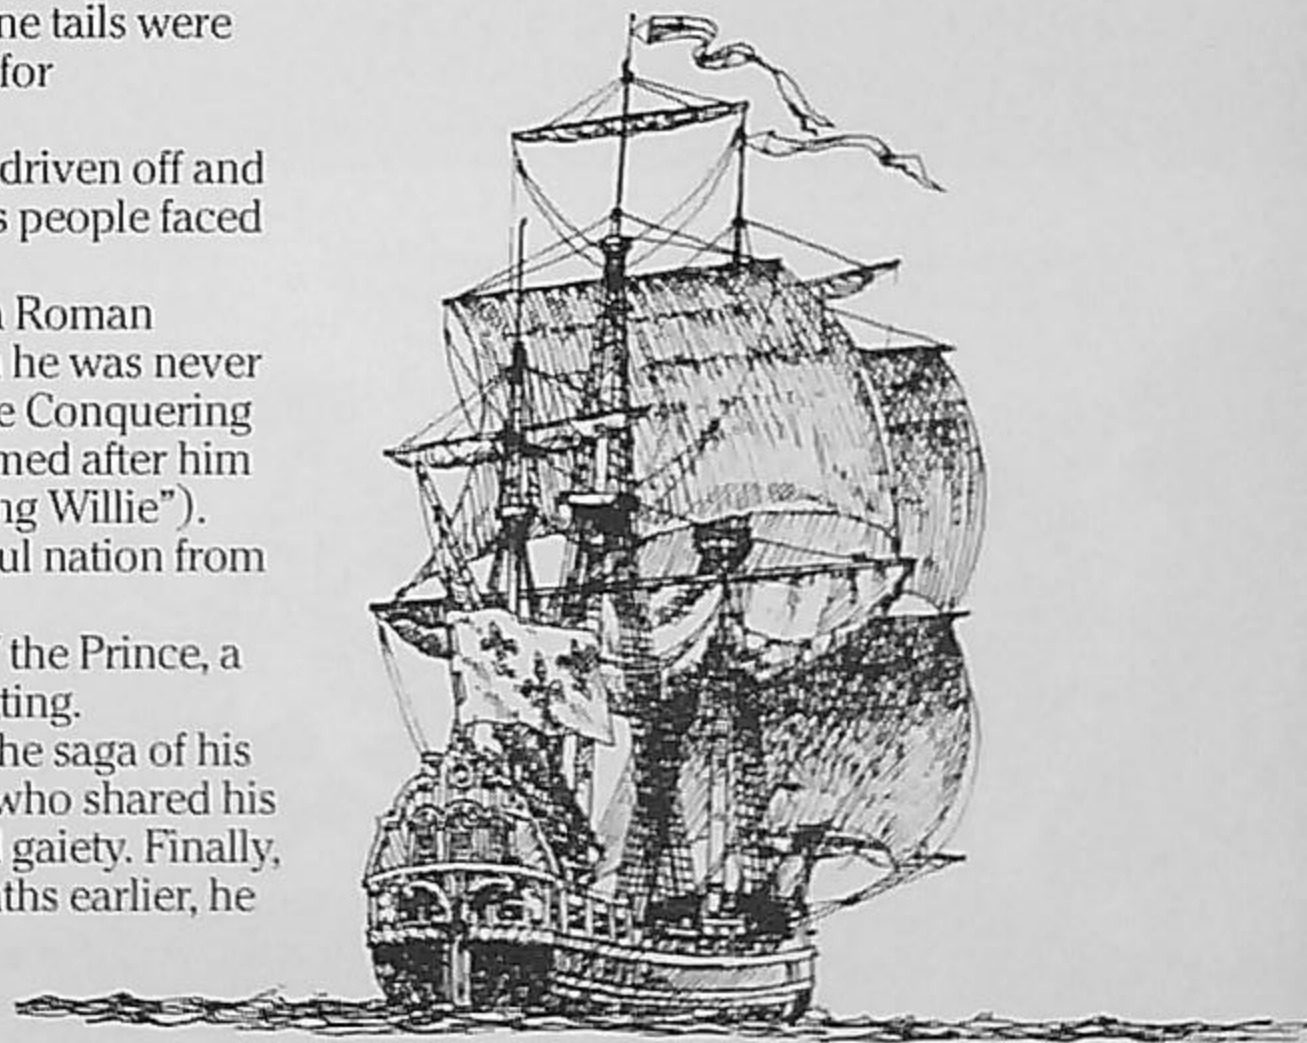 ne tails were
for
driven off and
s people faced
Roman
he was never
e Conquering
med after him
ng Willie”).
ul nation from
the Prince, a
ting.
he saga of his
who shared his
gaiety. Finally,
ths earlier, he